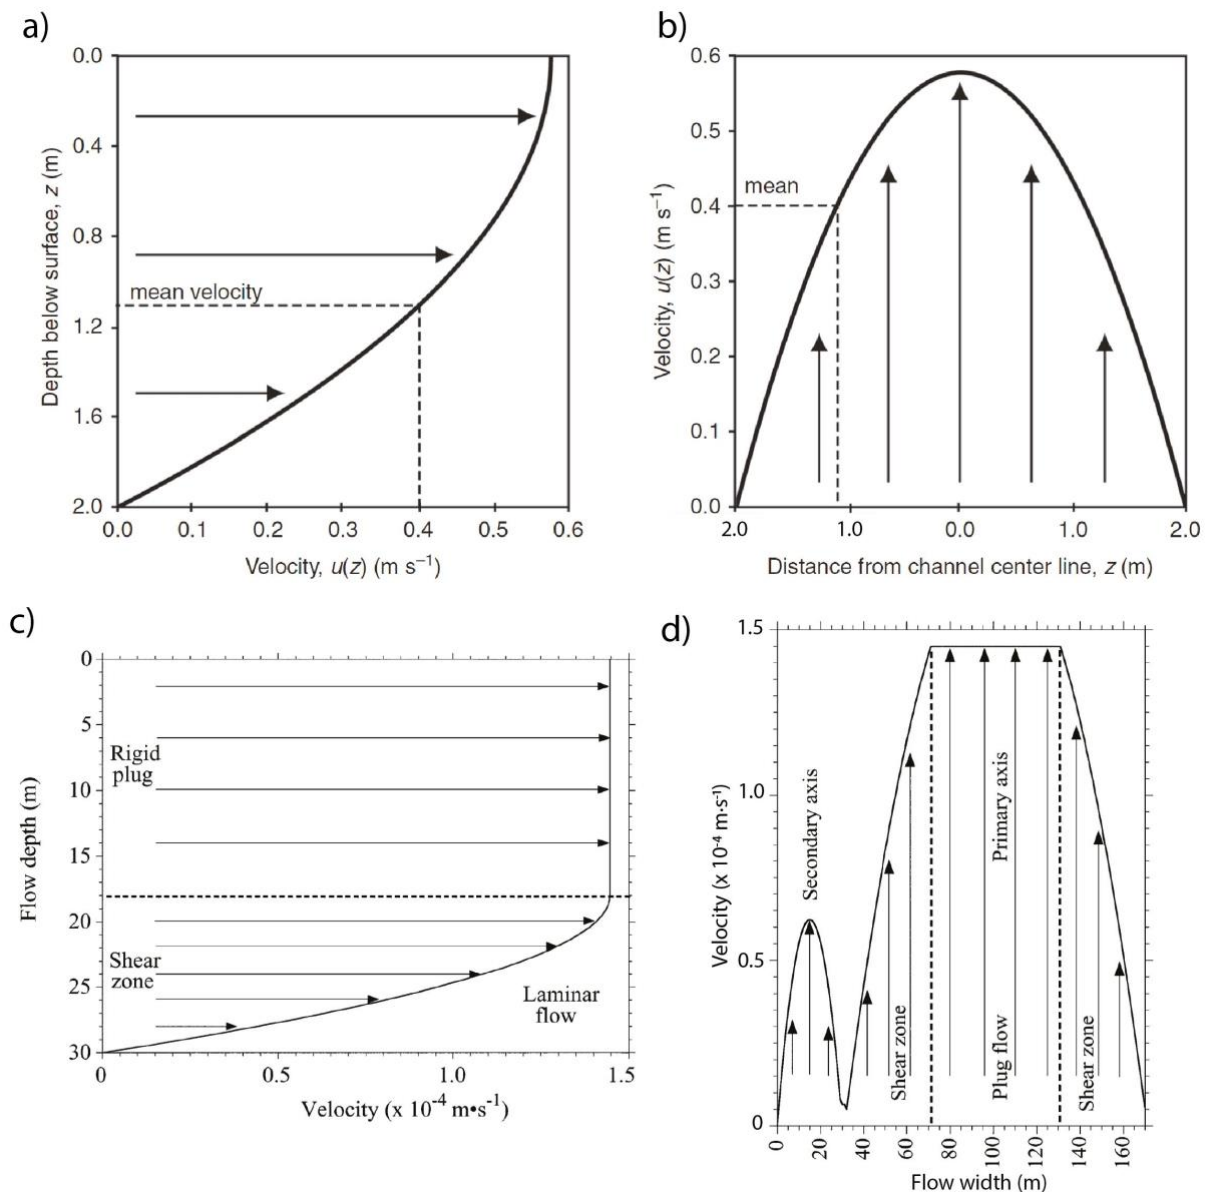 a)
0.0
0.4
0.8
1.2
1.6
2.0
Depth below surface, z (m)
mean velocity
0.0 0.1 0.2 0.3 0.4 0.5 0.6
Velocity, u(z) (m s⁻¹)
b)
0.6
0.5
0.4
0.3
0.2
0.1
0.0
Velocity, u(z) (m s⁻¹)
mean
2.0 1.0 0.0 1.0 2.0
Distance from channel center line, z (m)
c)
0
5
10
15
20
25
30
Flow depth (m)
Rigid
plug
Shear
zone
Laminar
flow
0 0.5 1.0 1.5
Velocity (x 10⁻⁴ m•s⁻¹)
d)
1.5
1.0
0.5
0
Velocity (x 10⁻⁴ m·s⁻¹)
Secondary axis
Shear zone
Primary axis
Plug flow
Shear zone
0 20 40 60 80 100 120 140 160
Flow width (m)